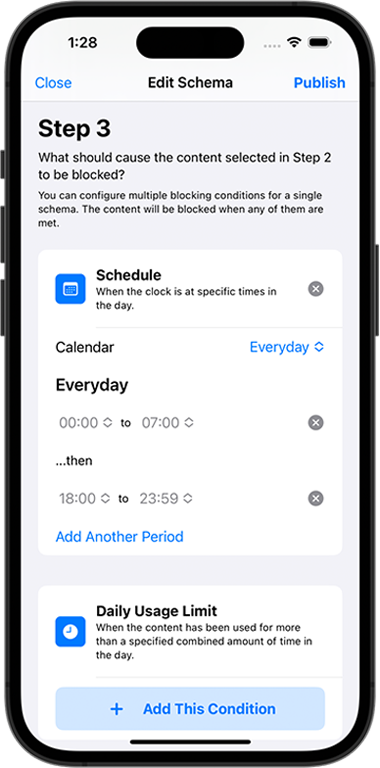 1:28
Close Edit Schema Publish
Step 3
What should cause the content selected in Step 2
to be blocked?
You can configure multiple blocking conditions for a single
schema. The content will be blocked when any of them are
met.
Schedule
When the clock is at specific times in
the day.
Calendar Everyday
Everyday
00:00 to 07:00
...then
18:00 to 23:59
Add Another Period
Daily Usage Limit
When the content has been used for more
than a specified combined amount of time in
the day.
+ Add This Condition